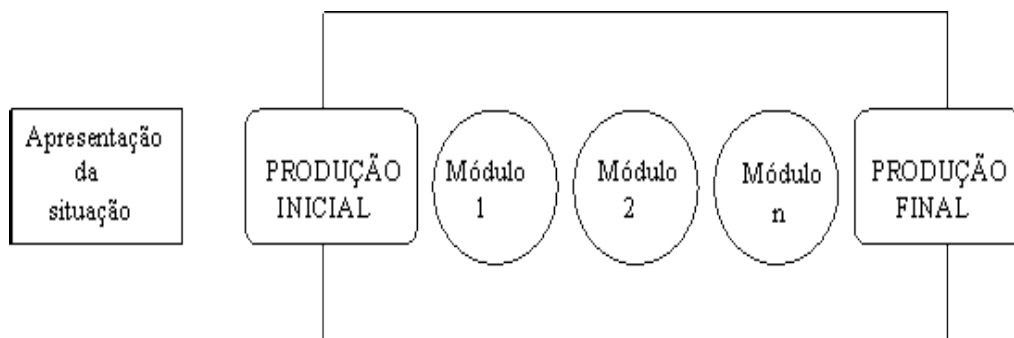 Apresentação
da
situação
PRODUÇÃO
INICIAL
Módulo
1
Módulo
2
Módulo
n
PRODUÇÃO
FINAL